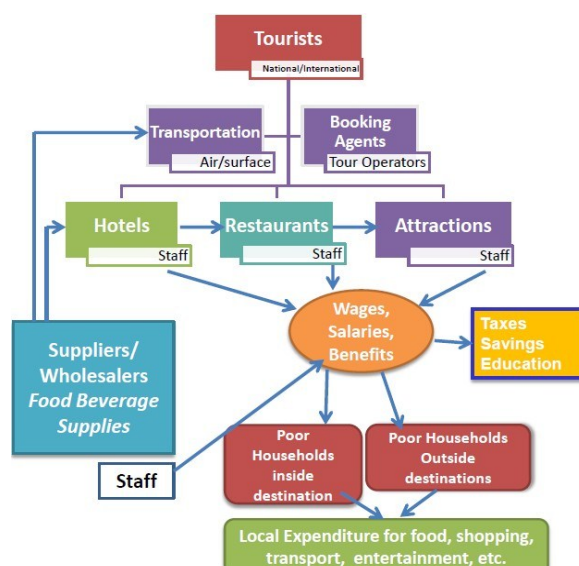 Tourists
National/International
Transportation
Air/surface
Booking
Agents
Tour Operators
Hotels
Staff
Restaurants
Staff
Attractions
Staff
Wages,
Salaries,
Benefits
Taxes
Savings
Education
Suppliers/
Wholesalers
Food Beverage
Supplies
Staff
Poor
Households
inside
destination
Poor Households
Outside
destinations
Local Expenditure for food, shopping,
transport, entertainment, etc.